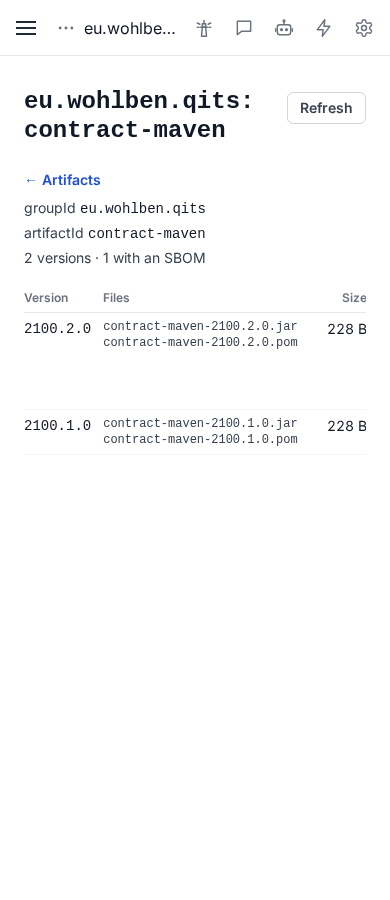 eu.wohlbe...
eu.wohlben.qits:
contract-maven
Refresh
← Artifacts
groupId eu.wohlben.qits
artifactId contract-maven
2 versions · 1 with an SBOM
Version Files Size
2100.2.0 contract-maven-2100.2.0.jar 228 B
contract-maven-2100.2.0.pom
2100.1.0 contract-maven-2100.1.0.jar 228 B
contract-maven-2100.1.0.pom